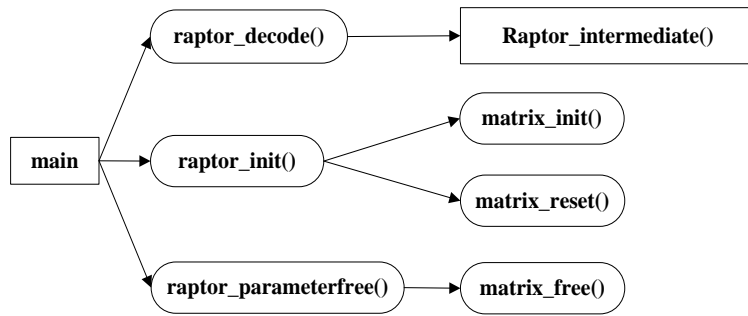 raptor_decode()
Raptor_intermediate()
matrix_init()
main
raptor_init()
matrix_reset()
raptor_parameterfree()
matrix_free()